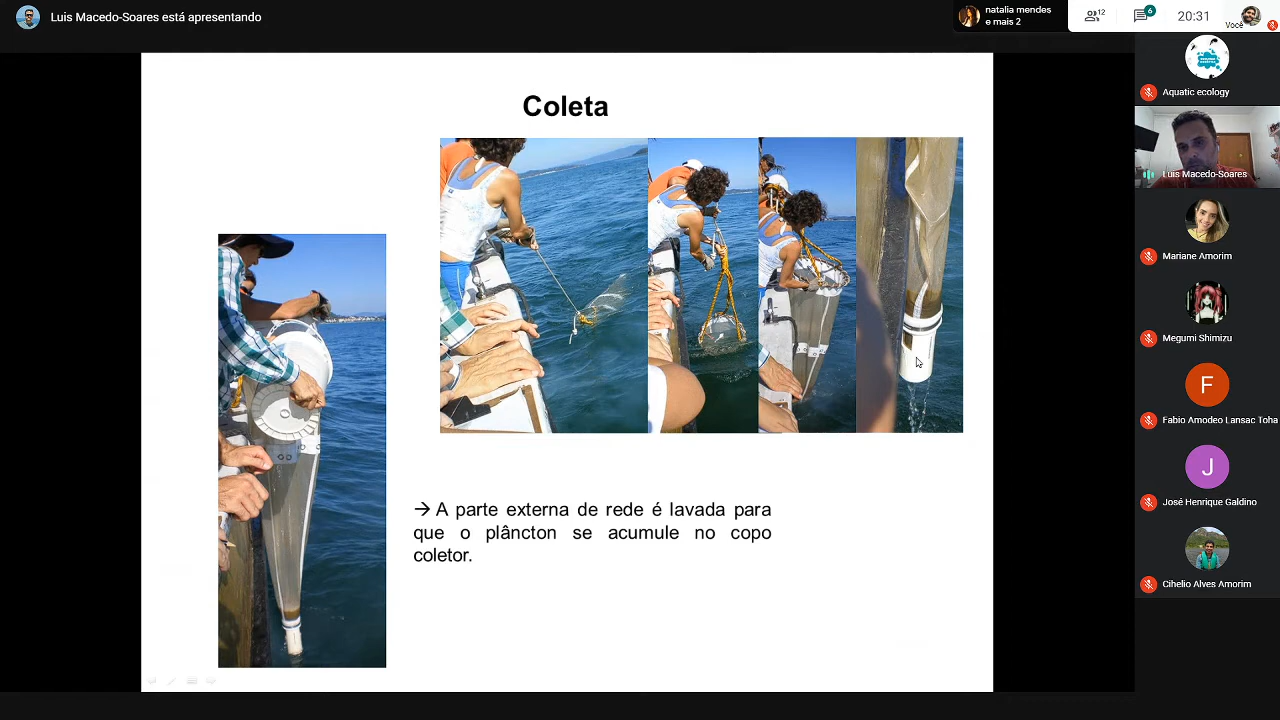 Luis Macedo-Soares está apresentando
natalia mendes
e mais 2
12
6
20:31
Você
Coleta
→ A parte externa de rede é lavada para
que o plâncton se acumule no copo
coletor.
Aquatic ecology
Luis Macedo-Soares
Mariane Amorim
Megumi Shimizu
F
Fabio Amodeo Lansac Toha
J
José Henrique Galdino
Cihelio Alves Amorim